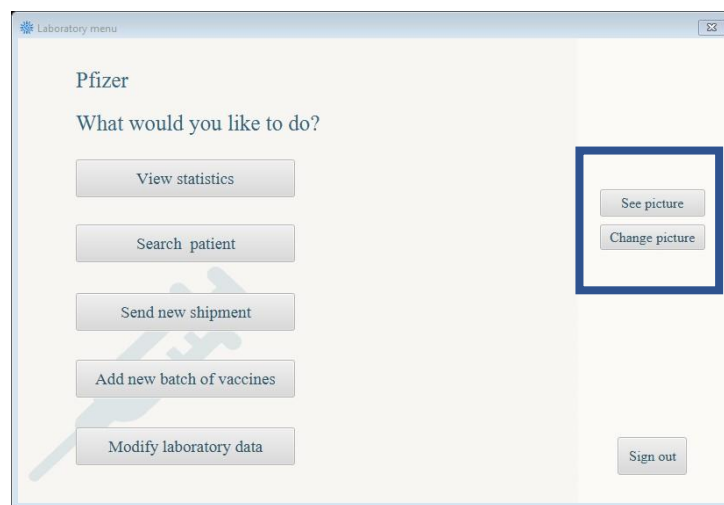 Laboratory menu
Pfizer
What would you like to do?
View statistics
Search patient
Send new shipment
Add new batch of vaccines
Modify laboratory data
See picture
Change picture
Sign out